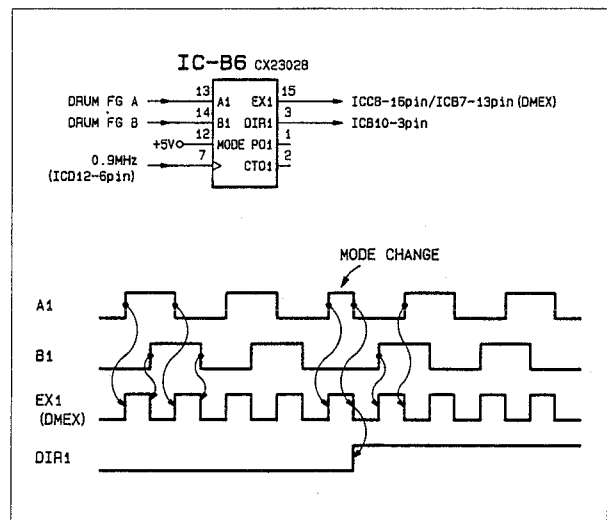 IC-B6 CX23028
DRUM FG A 13 A1 EX1 15 ICC8-16pin/ICB7-13pin (DMEX)
DRUM FG B 14 B1 DIR1 3 ICB10-3pin
+5V 12 MODE PO1 1
0.9MHz 7 CTO1 2
(ICD12-6pin)
MODE CHANGE
A1
B1
EX1
(DMEX)
DIR1